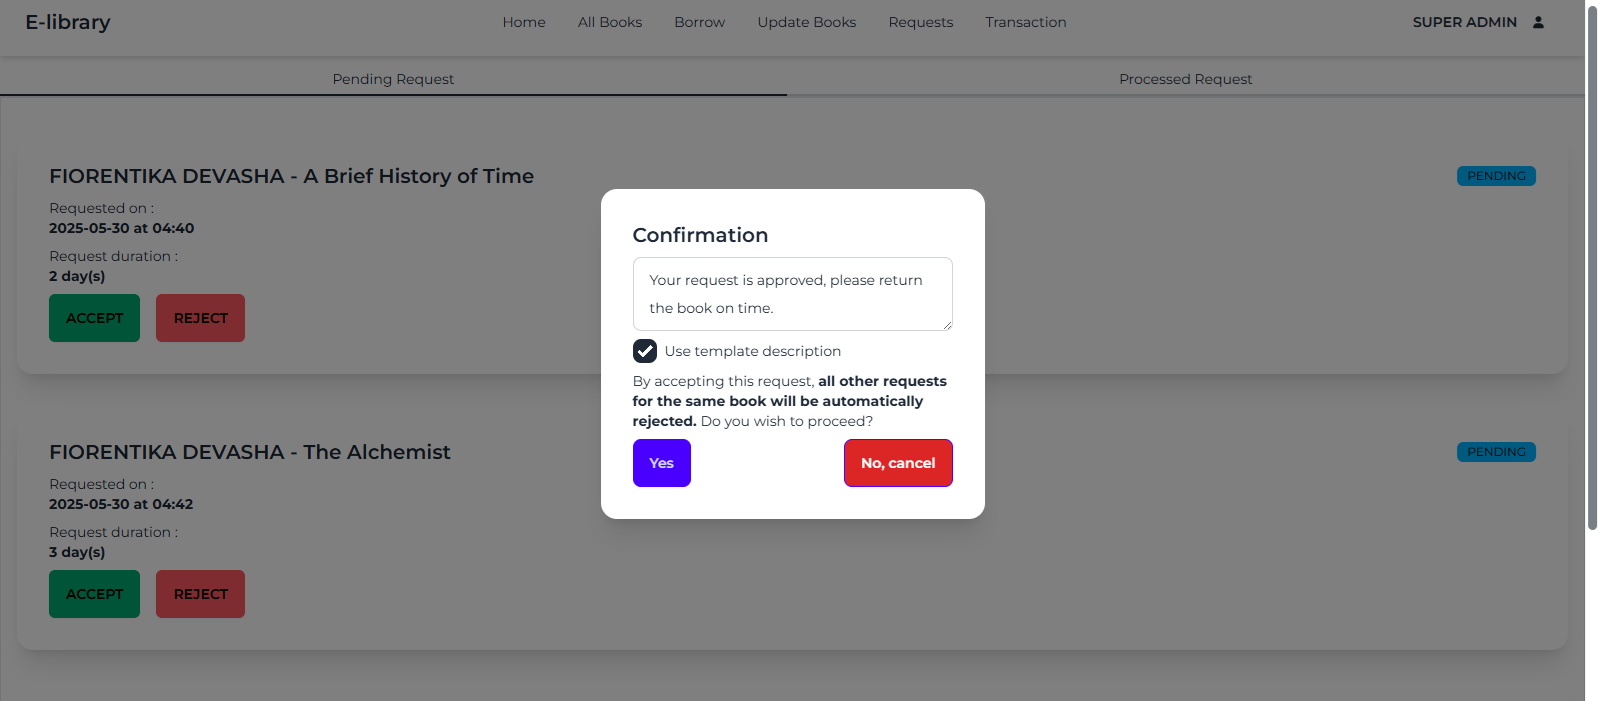 E-library
Home All Books Borrow Update Books Requests Transaction
SUPER ADMIN
Pending Request
Processed Request
FIORENTIKA DEVASHA - A Brief History of Time
PENDING
Requested on :
2025-05-30 at 04:40
Request duration :
2 day(s)
ACCEPT REJECT
Confirmation
Your request is approved, please return
the book on time.
Use template description
By accepting this request, all other requests
for the same book will be automatically
rejected. Do you wish to proceed?
Yes
No, cancel
FIORENTIKA DEVASHA - The Alchemist
PENDING
Requested on :
2025-05-30 at 04:42
Request duration :
3 day(s)
ACCEPT REJECT